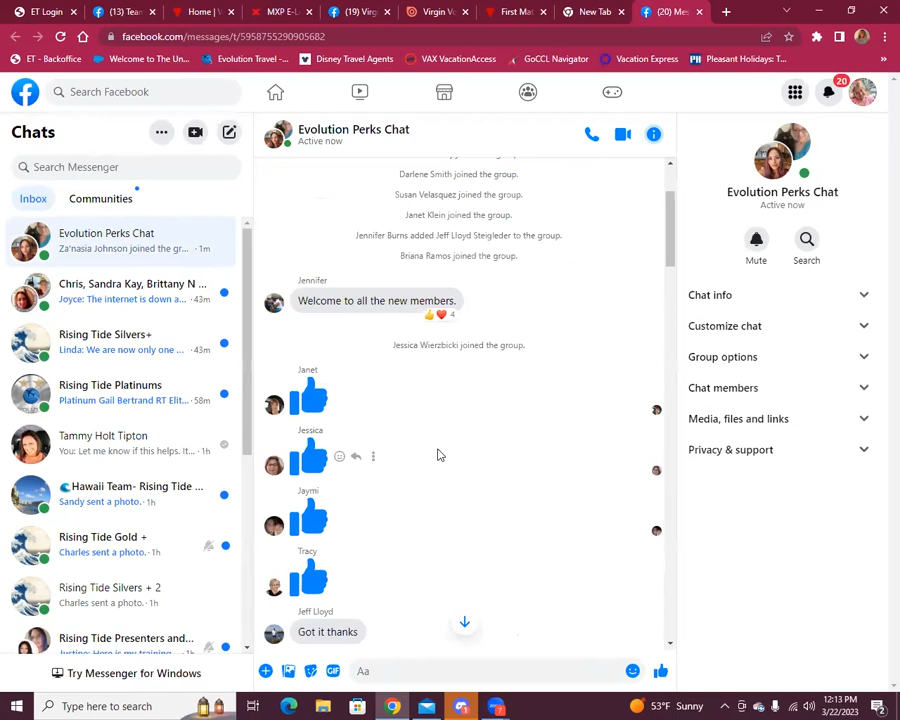 ET Login
(13) Team
Home | V
MXP E-L
(19) Virg
Virgin Vo
First Mat
New Tab
(20) Mes
facebook.com/messages/t/5958755290905682
ET - Backoffice
Welcome to The Un...
Evolution Travel -...
Disney Travel Agents
VAX VacationAccess
GoCCL Navigator
Vacation Express
Pleasant Holidays: T...
Search Facebook
20
Chats
Search Messenger
Inbox
Communities
Evolution Perks Chat
Za'nasia Johnson joined the gr... · 1m
Chris, Sandra Kay, Brittany N ...
Joyce: The internet is down a... · 43m
Rising Tide Silvers+
Linda: We are now only one ... · 43m
Rising Tide Platinums
Platinum Gail Bertrand RT Elit... · 58m
Tammy Holt Tipton
You: Let me know if this helps. It... · 1h
🌊Hawaii Team- Rising Tide ...
Sandy sent a photo. · 1h
Rising Tide Gold +
Charles sent a photo. · 1h
Rising Tide Silvers + 2
Charles sent a photo. · 1h
Rising Tide Presenters and...
Try Messenger for Windows
Evolution Perks Chat
Active now
Darlene Smith joined the group.
Susan Velasquez joined the group.
Janet Klein joined the group.
Jennifer Burns added Jeff Lloyd Steigleder to the group.
Briana Ramos joined the group.
Jennifer
Welcome to all the new members.
4
Jessica Wierzbicki joined the group.
Janet
Jessica
Jaymi
Tracy
Jeff Lloyd
Got it thanks
GIF
Aa
Evolution Perks Chat
Active now
Mute
Search
Chat info
Customize chat
Group options
Chat members
Media, files and links
Privacy & support
Type here to search
53°F Sunny
12:13 PM
3/22/2023
2